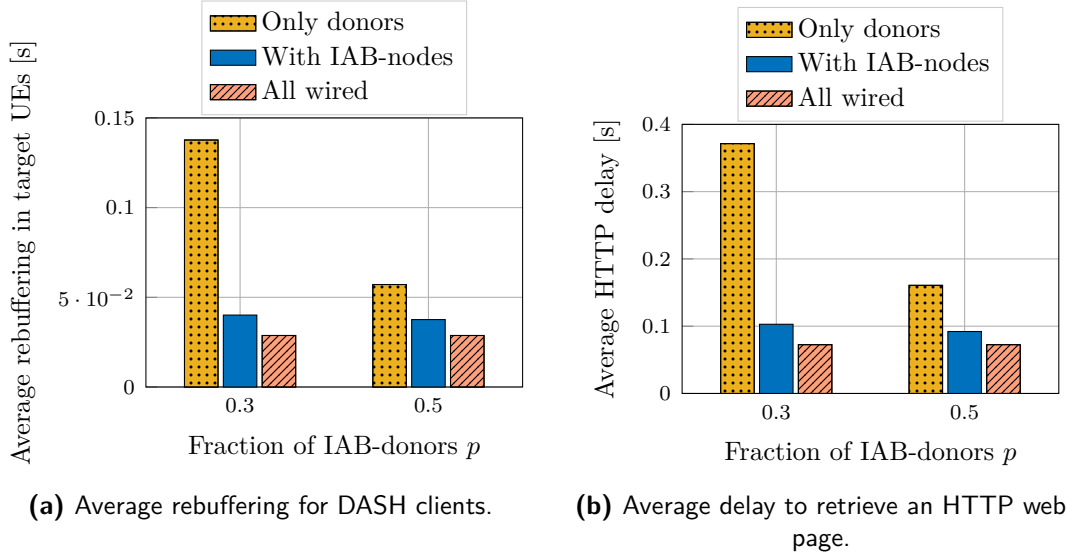 Only donors
With IAB-nodes
All wired
Average rebuffering in target UEs [s]
0.15
0.1
5 · 10⁻²
0
0.3
0.5
Fraction of IAB-donors p
(a) Average rebuffering for DASH clients.
Only donors
With IAB-nodes
All wired
Average HTTP delay [s]
0.4
0.3
0.2
0.1
0
0.3
0.5
Fraction of IAB-donors p
(b) Average delay to retrieve an HTTP web
page.